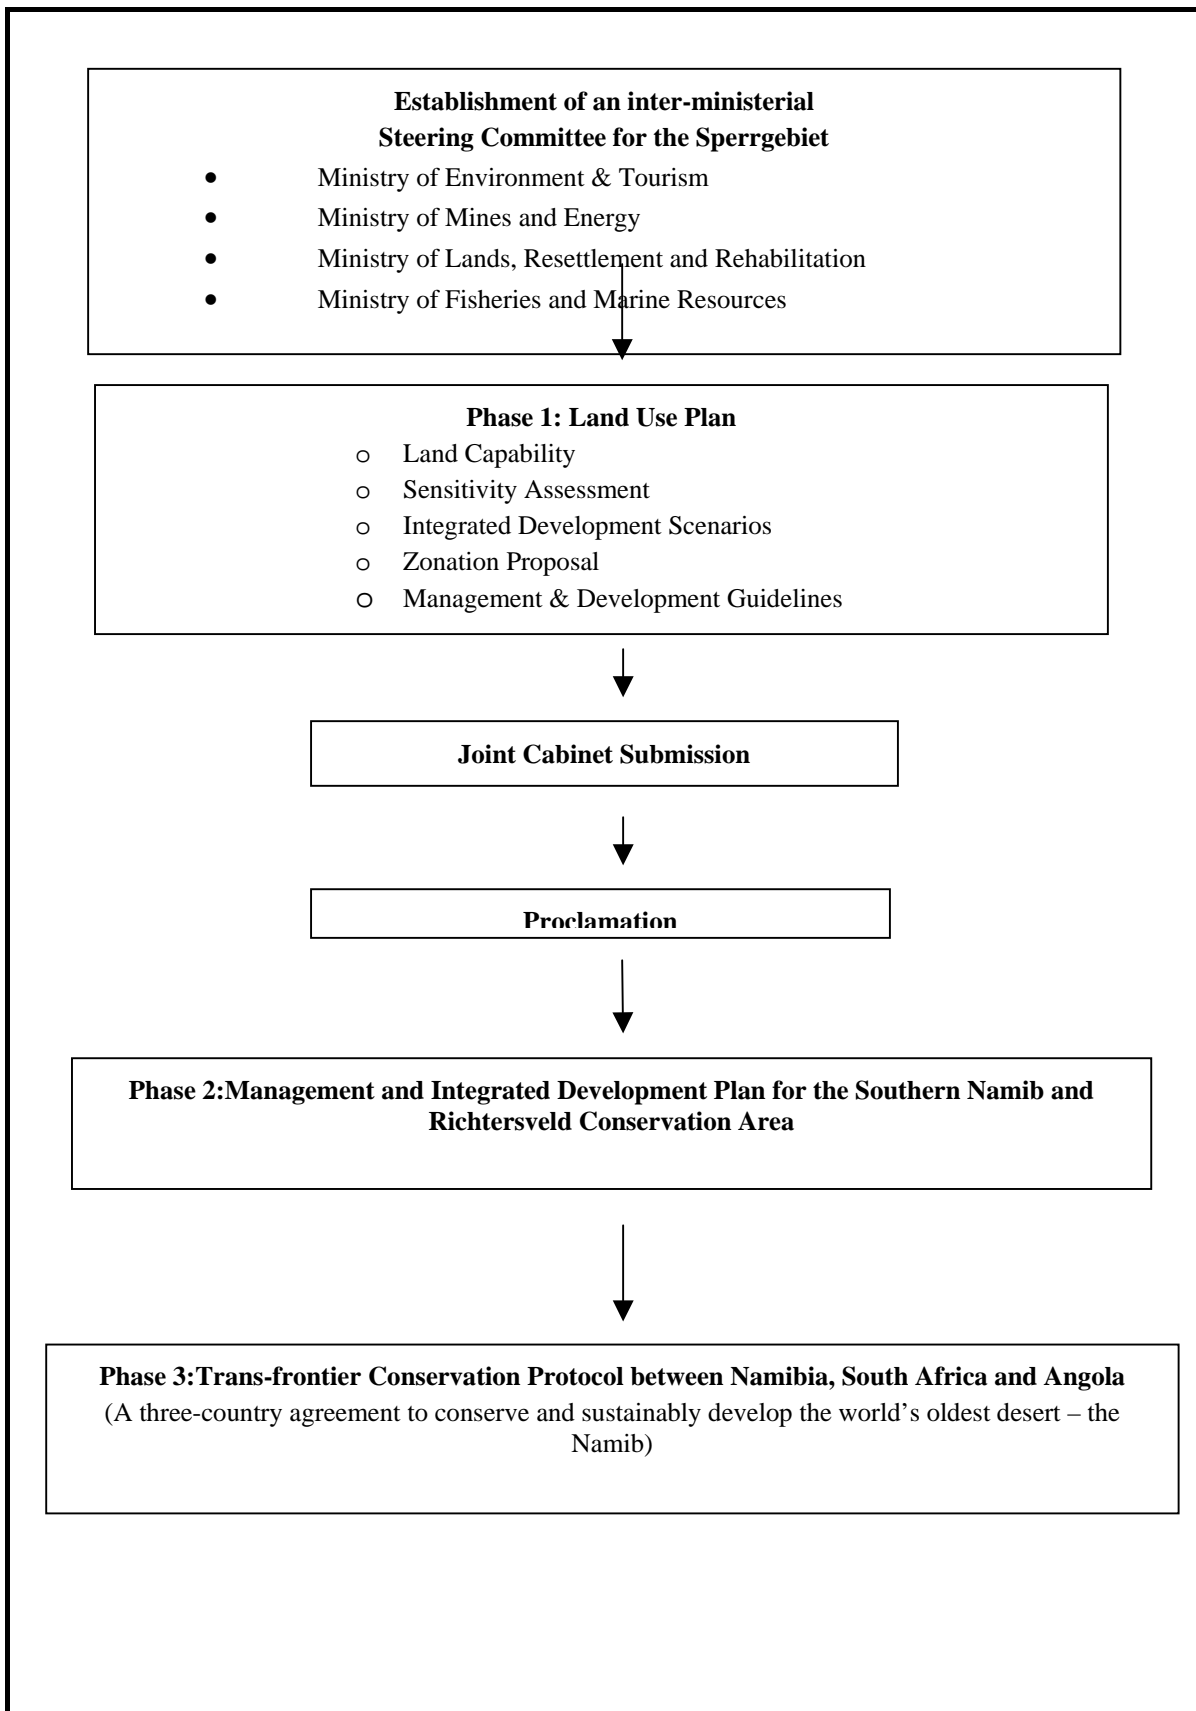 Establishment of an inter-ministerial
Steering Committee for the Sperrgebiet
• Ministry of Environment & Tourism
• Ministry of Mines and Energy
• Ministry of Lands, Resettlement and Rehabilitation
• Ministry of Fisheries and Marine Resources
Phase 1: Land Use Plan
o Land Capability
o Sensitivity Assessment
o Integrated Development Scenarios
o Zonation Proposal
o Management & Development Guidelines
Joint Cabinet Submission
Proclamation
Phase 2:Management and Integrated Development Plan for the Southern Namib and
Richtersveld Conservation Area
Phase 3:Trans-frontier Conservation Protocol between Namibia, South Africa and Angola
(A three-country agreement to conserve and sustainably develop the world’s oldest desert – the
Namib)